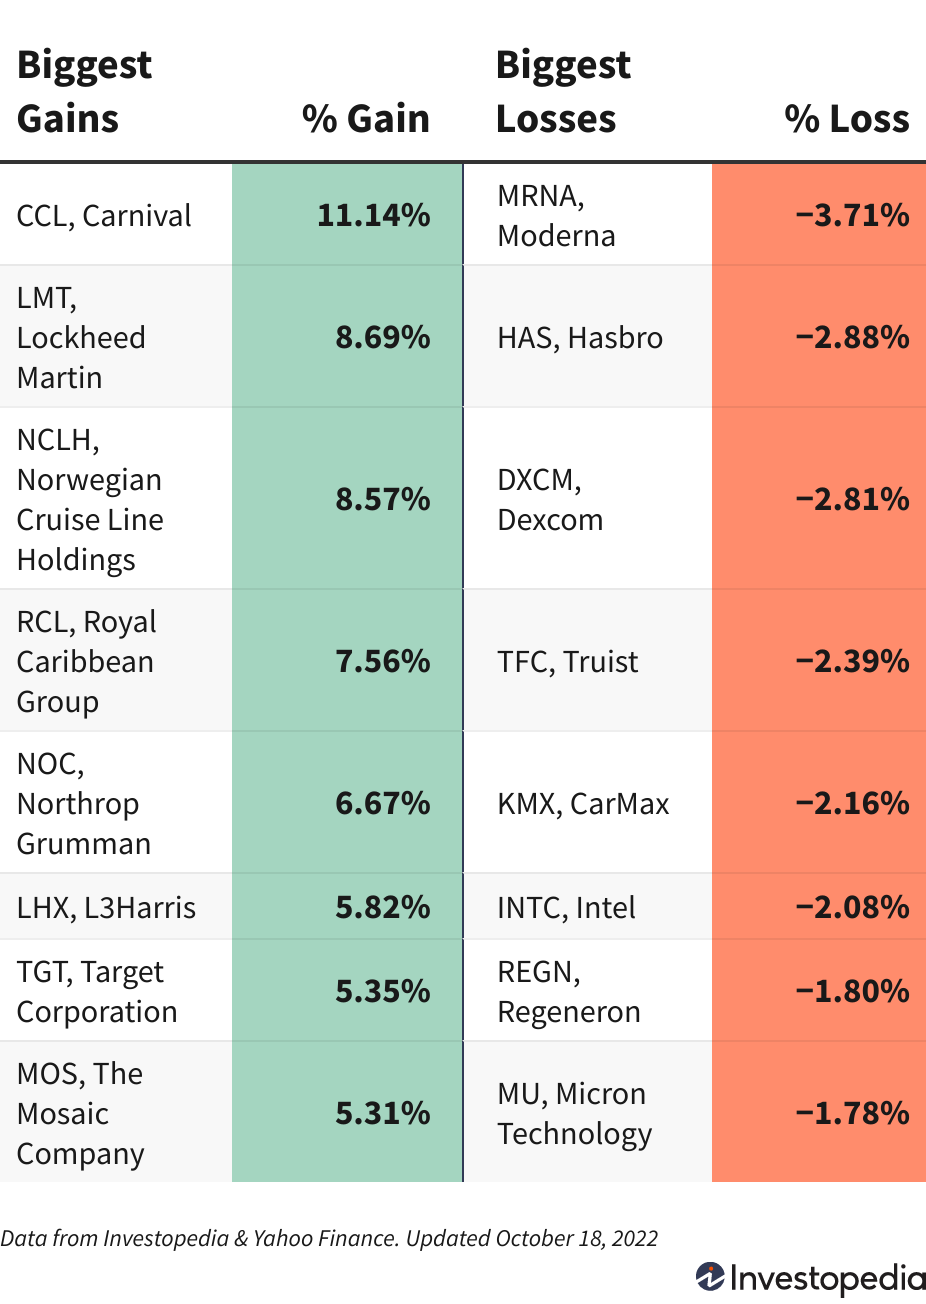 Biggest
Gains
% Gain
Biggest
Losses
% Loss
CCL, Carnival
11.14%
MRNA,
Moderna
−3.71%
LMT,
Lockheed
Martin
8.69%
HAS, Hasbro
−2.88%
NCLH,
Norwegian
Cruise Line
Holdings
8.57%
DXCM,
Dexcom
−2.81%
RCL, Royal
Caribbean
Group
7.56%
TFC, Truist
−2.39%
NOC,
Northrop
Grumman
6.67%
KMX, CarMax
−2.16%
LHX, L3Harris
5.82%
INTC, Intel
−2.08%
TGT, Target
Corporation
5.35%
REGN,
Regeneron
−1.80%
MOS, The
Mosaic
Company
5.31%
MU, Micron
Technology
−1.78%
Data from Investopedia & Yahoo Finance. Updated October 18, 2022
Investopedia